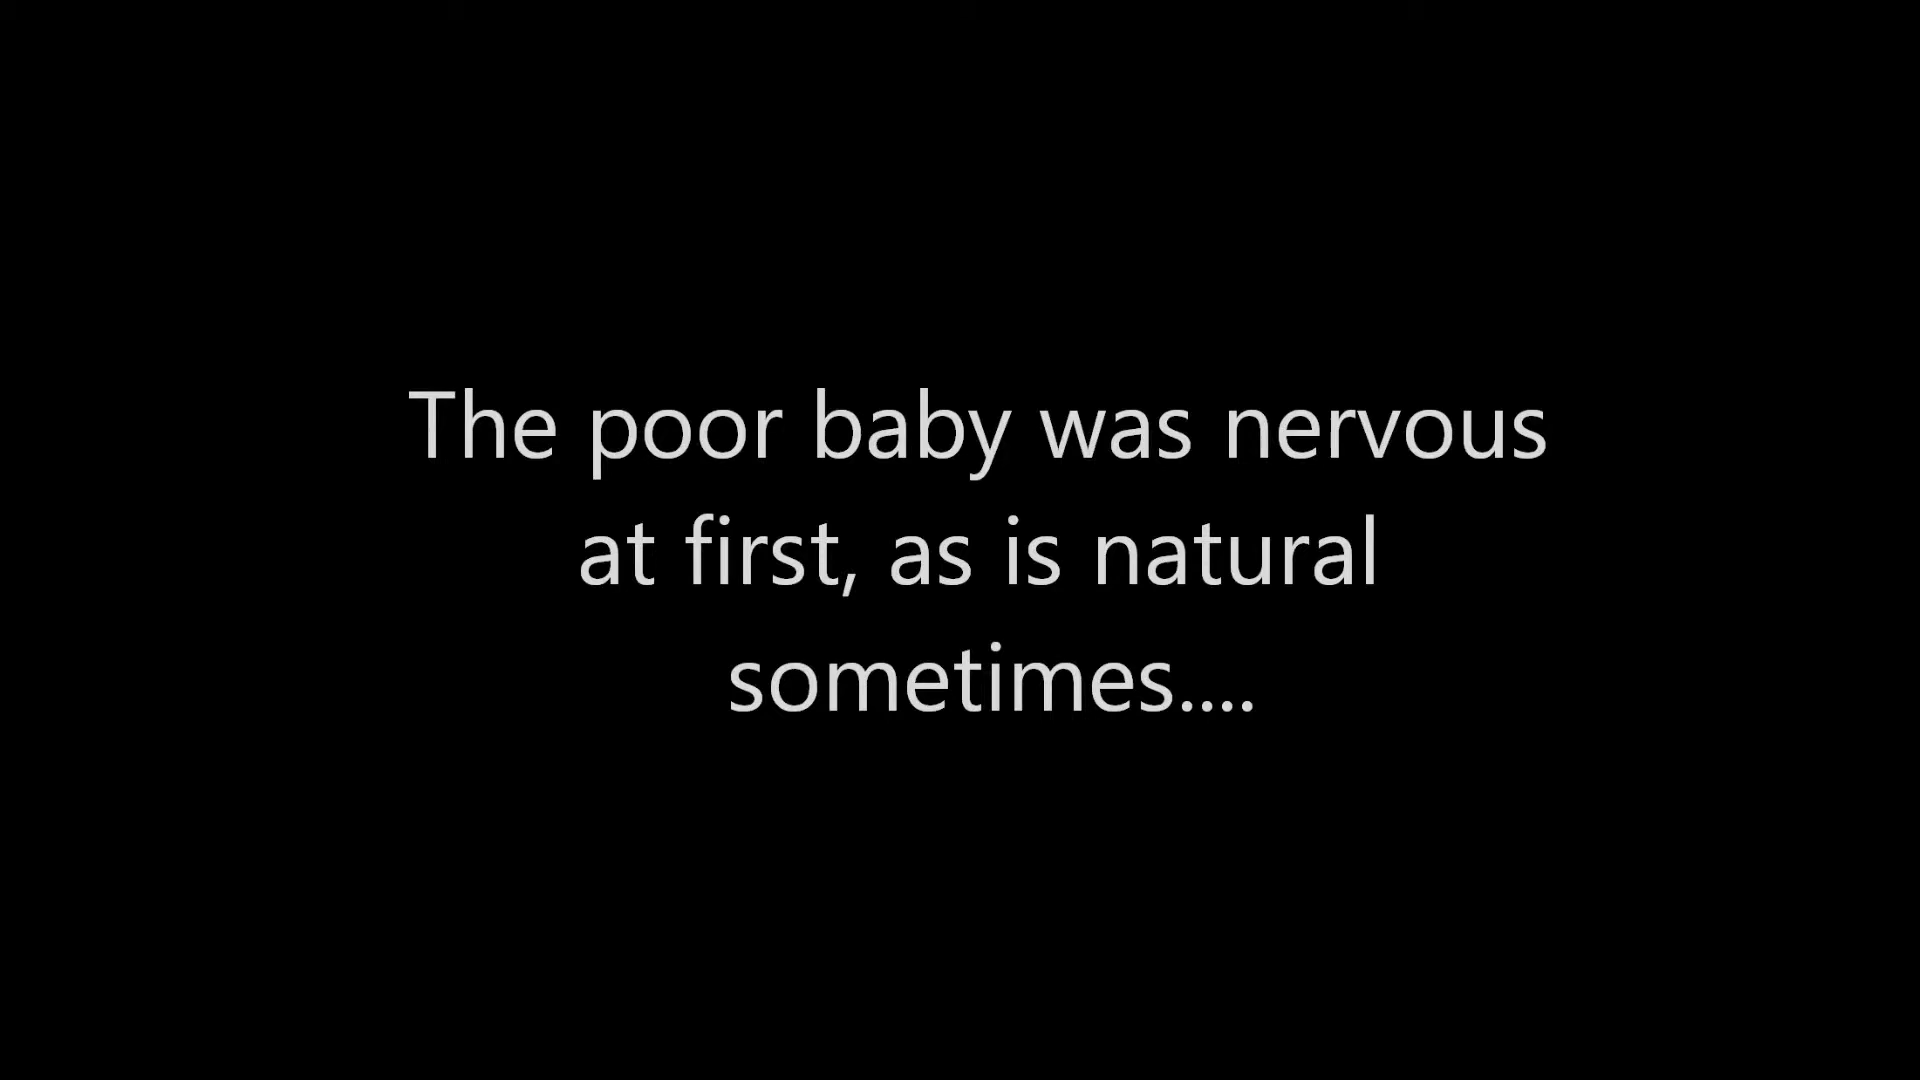 The poor baby was nervous
at first, as is natural
sometimes....